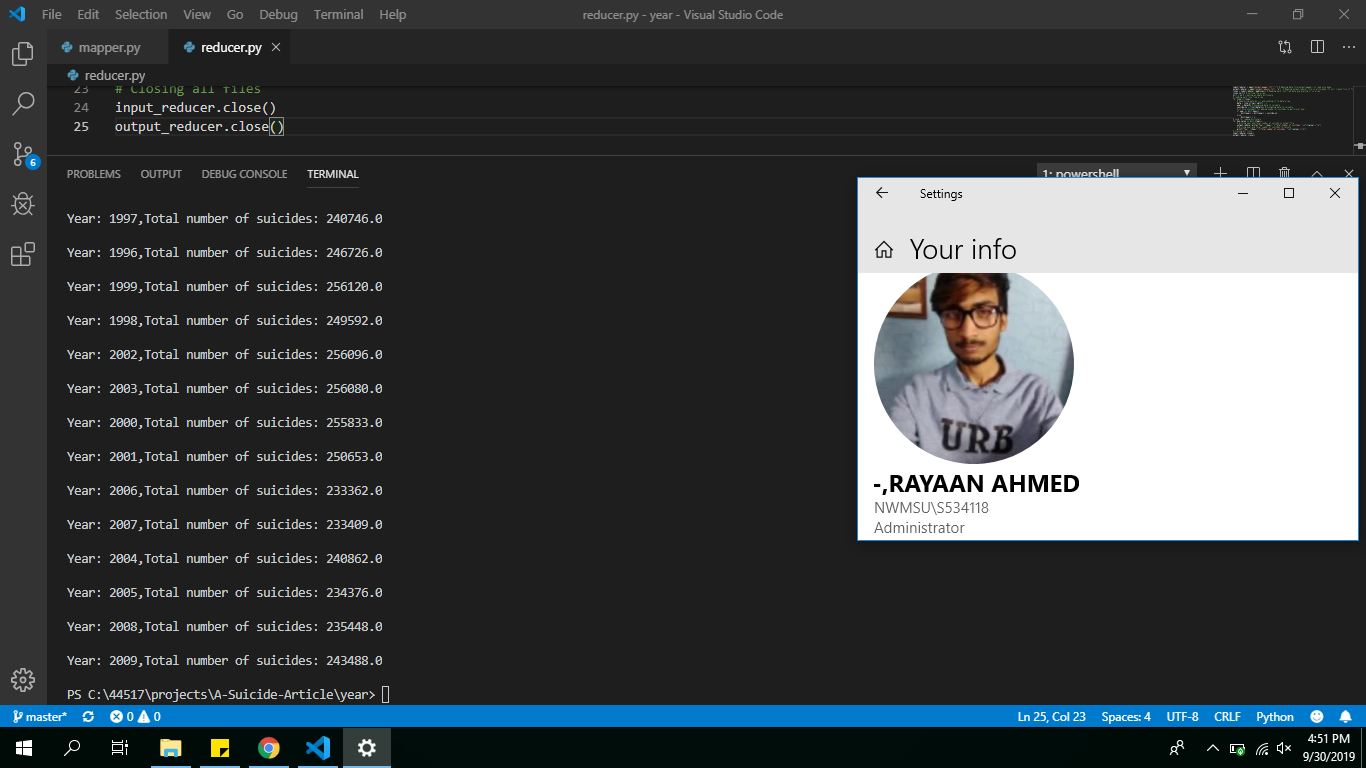 File Edit Selection View Go Debug Terminal Help
reducer.py - year - Visual Studio Code
mapper.py
reducer.py
reducer.py
23 # Closing all files
24 input_reducer.close()
25 output_reducer.close()
6
PROBLEMS OUTPUT DEBUG CONSOLE TERMINAL
1: powershell
Year: 1997,Total number of suicides: 240746.0
Year: 1996,Total number of suicides: 246726.0
Year: 1999,Total number of suicides: 256120.0
Year: 1998,Total number of suicides: 249592.0
Year: 2002,Total number of suicides: 256096.0
Year: 2003,Total number of suicides: 256080.0
Year: 2000,Total number of suicides: 255833.0
Year: 2001,Total number of suicides: 250653.0
Year: 2006,Total number of suicides: 233362.0
Year: 2007,Total number of suicides: 233409.0
Year: 2004,Total number of suicides: 240862.0
Year: 2005,Total number of suicides: 234376.0
Year: 2008,Total number of suicides: 235448.0
Year: 2009,Total number of suicides: 243488.0
PS C:\44517\projects\A-Suicide-Article\year>
Settings
Your info
URB
-,RAYAAN AHMED
NWMSU\S534118
Administrator
master* 0 0
Ln 25, Col 23 Spaces: 4 UTF-8 CRLF Python
4:51 PM
9/30/2019